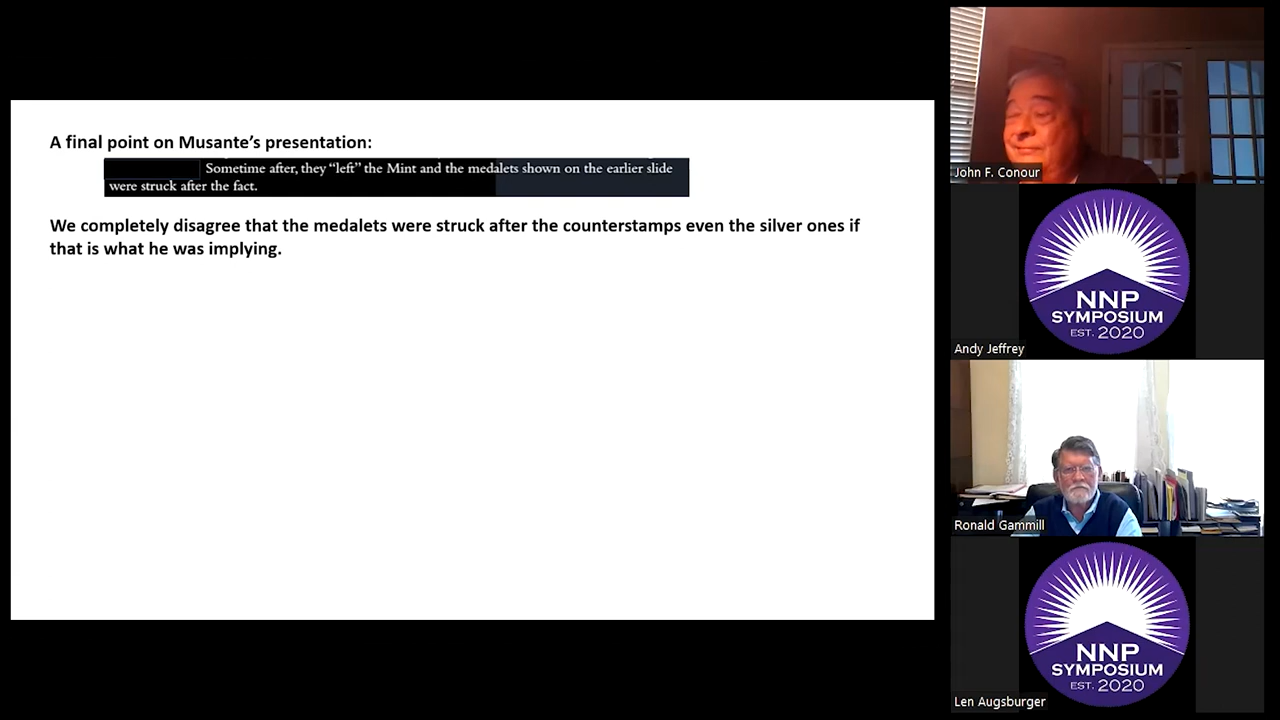 A final point on Musante's presentation:
Sometime after, they “left” the Mint and the medalets shown on the earlier slide
were struck after the fact.
We completely disagree that the medalets were struck after the counterstamps even the silver ones if
that is what he was implying.
John F. Conour
NNP
SYMPOSIUM
EST. 2020
Andy Jeffrey
Ronald Gammill
NNP
SYMPOSIUM
EST. 2020
Len Augsburger